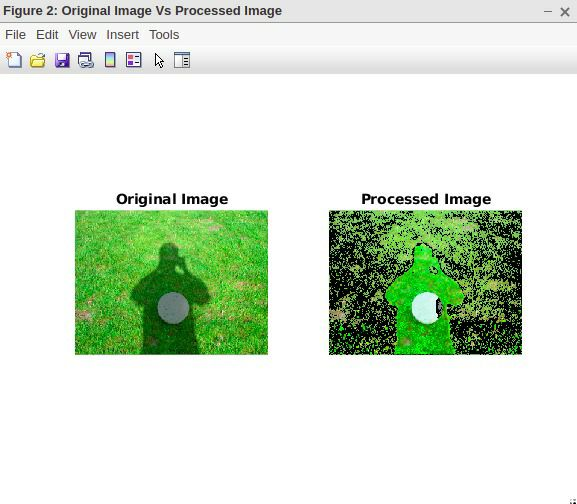 Figure 2: Original Image Vs Processed Image
File Edit View Insert Tools
Original Image
Processed Image